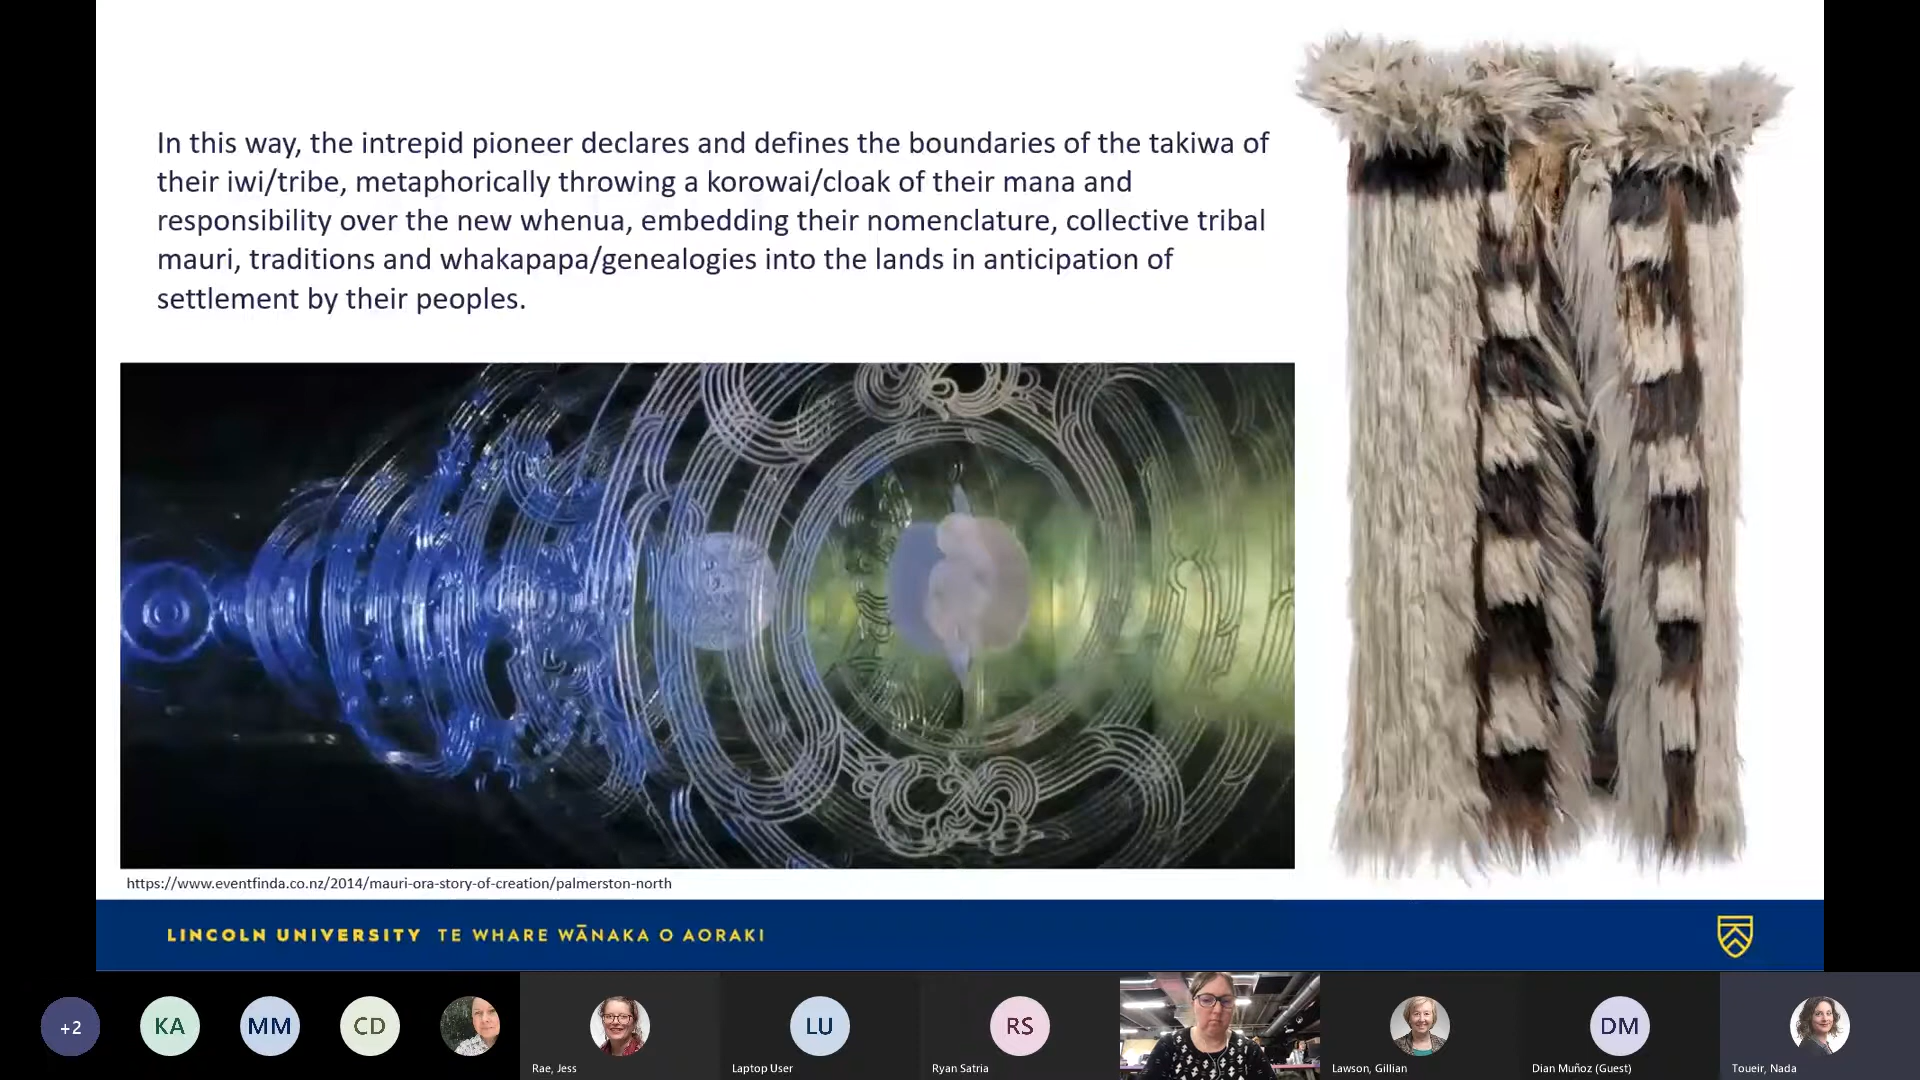 In this way, the intrepid pioneer declares and defines the boundaries of the takiwa of
their iwi/tribe, metaphorically throwing a korowai/cloak of their mana and
responsibility over the new whenua, embedding their nomenclature, collective tribal
mauri, traditions and whakapapa/genealogies into the lands in anticipation of
settlement by their peoples.
https://www.eventfinda.co.nz/2014/mauri-ora-story-of-creation/palmerston-north
LINCOLN UNIVERSITY TE WHARE WĀNAKA O AORAKI
+2
KA
MM
CD
Rae, Jess
LU
Laptop User
RS
Ryan Satria
Lawson, Gillian
DM
Dian Muñoz (Guest)
Toueir, Nada